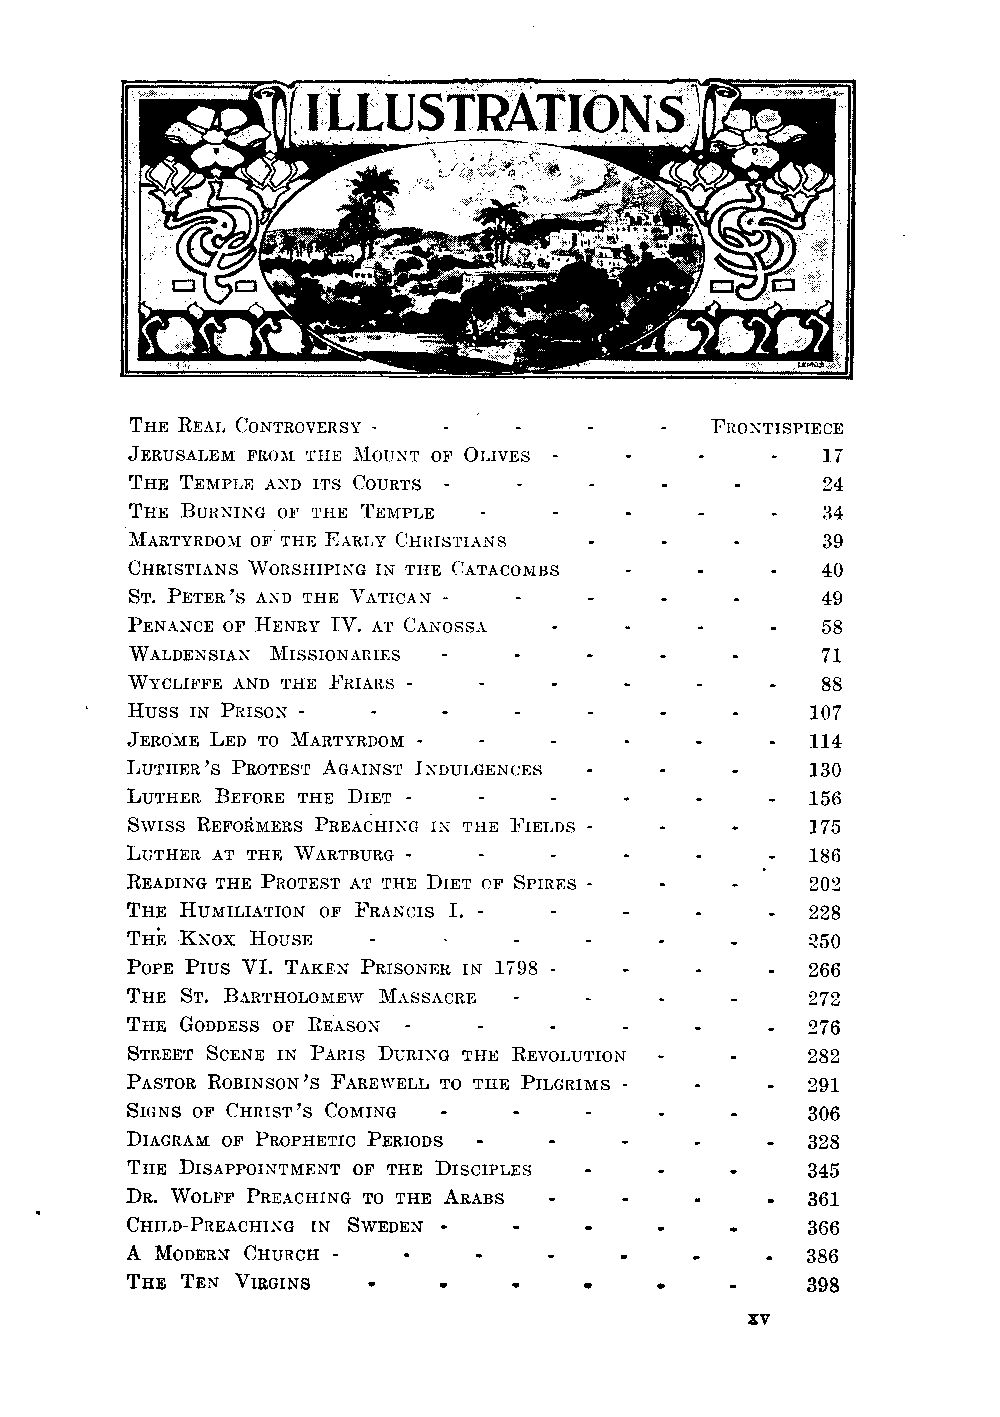 ILLUSTRATIONS
THE REAL CONTROVERSY - - - - - FRONTISPIECE
JERUSALEM FROM THE MOUNT OF OLIVES - - - - 17
THE TEMPLE AND ITS COURTS - - - - - 24
THE BURNING OF THE TEMPLE - - - - - 34
MARTYRDOM OF THE EARLY CHRISTIANS - - - 39
CHRISTIANS WORSHIPING IN THE CATACOMBS - - - 40
ST. PETER'S AND THE VATICAN - - - - - 49
PENANCE OF HENRY IV. AT CANOSSA - - - - 58
WALDENSIAN MISSIONARIES - - - - - 71
WYCLIFFE AND THE FRIARS - - - - - - 88
HUSS IN PRISON - - - - - - - 107
JEROME LED TO MARTYRDOM - - - - - - 114
LUTHER'S PROTEST AGAINST INDULGENCES - - - 130
LUTHER BEFORE THE DIET - - - - - - 156
SWISS REFORMERS PREACHING IN THE FIELDS - - - 175
LUTHER AT THE WARTBURG - - - - - - 186
READING THE PROTEST AT THE DIET OF SPIRES - - - 202
THE HUMILIATION OF FRANCIS I. - - - - - 228
THE KNOX HOUSE - - - - - - 250
POPE PIUS VI. TAKEN PRISONER IN 1798 - - - - 266
THE ST. BARTHOLOMEW MASSACRE - - - - 272
THE GODDESS OF REASON - - - - - - 276
STREET SCENE IN PARIS DURING THE REVOLUTION - - 282
PASTOR ROBINSON'S FAREWELL TO THE PILGRIMS - - - 291
SIGNS OF CHRIST'S COMING - - - - - 306
DIAGRAM OF PROPHETIC PERIODS - - - - - 328
THE DISAPPOINTMENT OF THE DISCIPLES - - - 345
DR. WOLFF PREACHING TO THE ARABS - - - - 361
CHILD-PREACHING IN SWEDEN - - - - - 366
A MODERN CHURCH - - - - - - - 386
THE TEN VIRGINS - - - - - - 398
xv